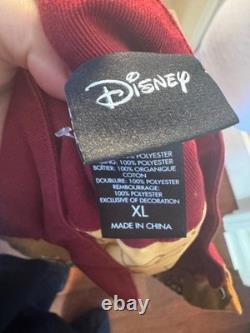 Disney
100% POLYESTER
100% POLYESTER
BOÎTIER: 100% ORGANIQUE
COTON
DOUBLURE: 100% POLYESTER
REMBOURRAGE:
100% POLYESTER
EXCLUSIVE OF DECORATION
XL
MADE IN CHINA